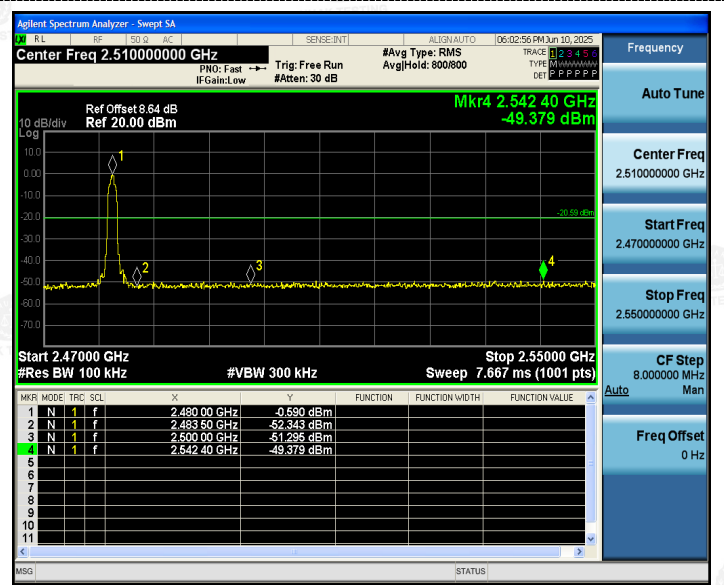 Agilent Spectrum Analyzer - Swept SA
LXI RL RF 50 Ω AC SENSE:INT ALIGNAUTO 06:02:56 PM Jun 10, 2025
Center Freq 2.510000000 GHz
PNO: Fast
IFGain:Low
Trig: Free Run
#Atten: 30 dB
#Avg Type: RMS
Avg|Hold: 800/800
TRACE 1 2 3 4 5 6
TYPE M
DET P P P P P P
Ref Offset 8.64 dB
Ref 20.00 dBm
10 dB/div
Log
Mkr4 2.542 40 GHz
-49.379 dBm
10.0
0.00
-10.0
-20.0
-30.0
-40.0
-50.0
-60.0
-70.0
1
2
3
4
-20.59 dBm
Start 2.47000 GHz
Stop 2.55000 GHz
#Res BW 100 kHz
#VBW 300 kHz
Sweep 7.667 ms (1001 pts)
MKR MODE TRC SCL X Y FUNCTION FUNCTION WIDTH FUNCTION VALUE
1 N 1 f 2.480 00 GHz -0.590 dBm
2 N 1 f 2.483 50 GHz -52.343 dBm
3 N 1 f 2.500 00 GHz -51.295 dBm
4 N 1 f 2.542 40 GHz -49.379 dBm
5
6
7
8
9
10
11
MSG
STATUS
Frequency
Auto Tune
Center Freq
2.510000000 GHz
Start Freq
2.470000000 GHz
Stop Freq
2.550000000 GHz
CF Step
8.000000 MHz
Auto Man
Freq Offset
0 Hz